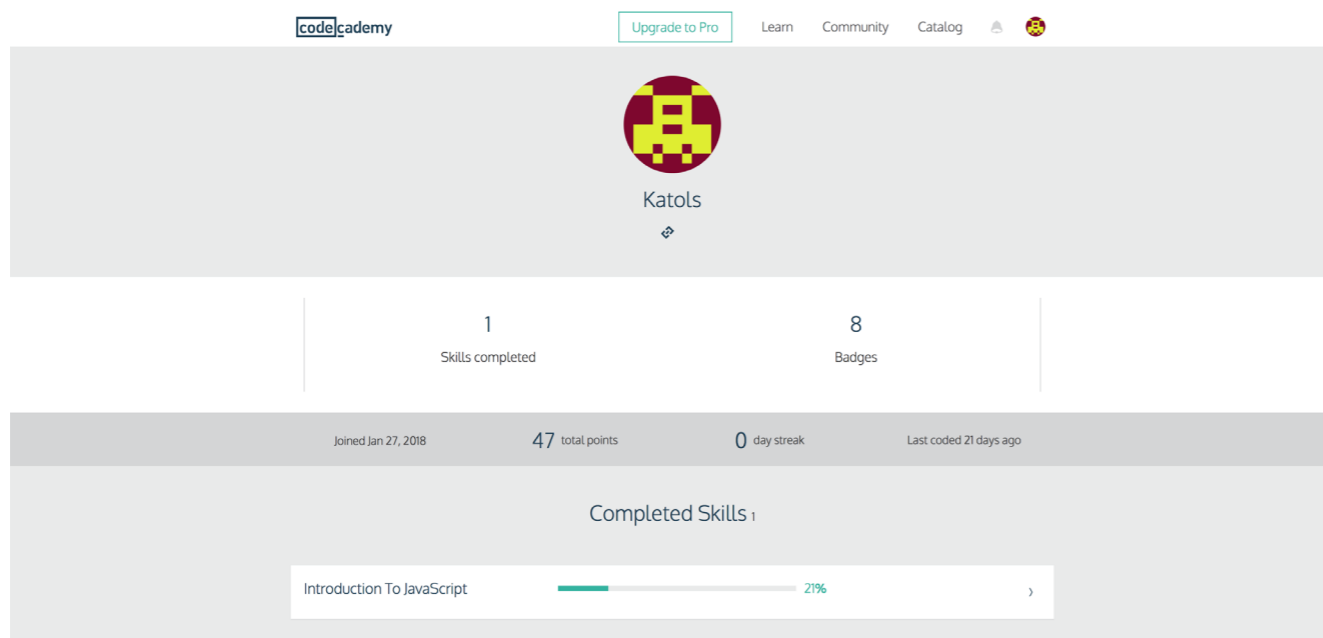 codecademy
Upgrade to Pro Learn Community Catalog
Katols
1 8
Skills completed Badges
Joined Jan 27, 2018 47 total points 0 day streak Last coded 21 days ago
Completed Skills 1
Introduction To JavaScript 21%